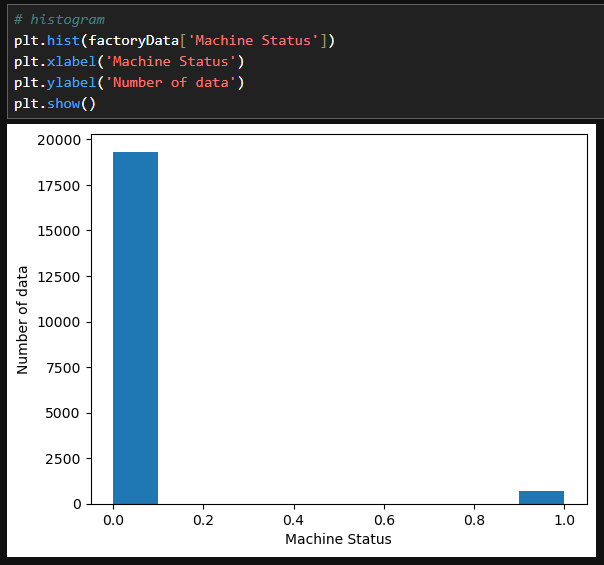 # histogram
plt.hist(factoryData['Machine Status'])
plt.xlabel('Machine Status')
plt.ylabel('Number of data')
plt.show()
20000
17500
15000
12500
10000
7500
5000
2500
0
Number of data
0.0 0.2 0.4 0.6 0.8 1.0
Machine Status